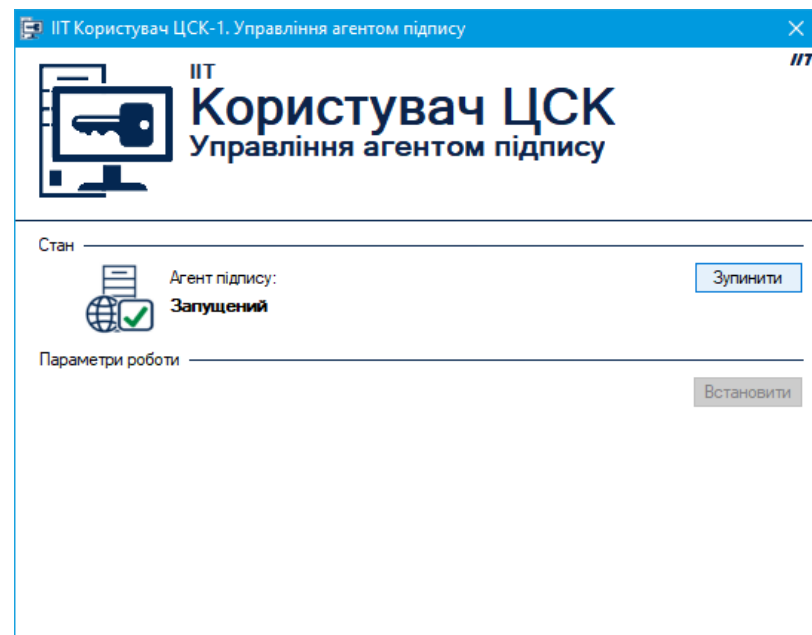 ІІТ Користувач ЦСК-1. Управління агентом підпису
ІІТ
ІІТ
Користувач ЦСК
Управління агентом підпису
Стан
Агент підпису:
Запущений
Зупинити
Параметри роботи
Встановити